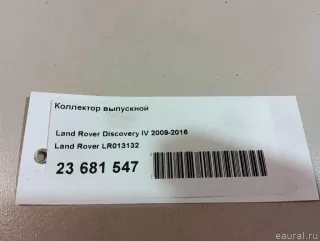 Коллектор выпускной
Land Rover Discovery IV 2009-2016
Land Rover LR013132
23 681 547
eaural.ru